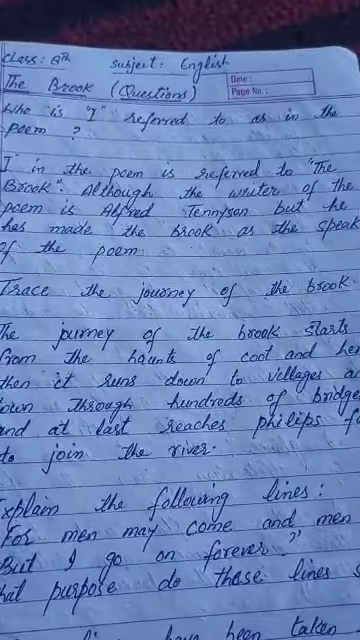 Class: 8th Subject: English
The Brook (Questions)
Date:
Page No.:
Who is "I" referred to as in the
poem ?
I" in the poem is referred to "The
Brook". Although the writer of the
poem is Alfred Tennyson but he
has made the brook as the speak
of the poem.
Trace the journey of the brook.
The journey of the brook starts
from the haunts of coot and her
then it runs down to villages a
own through hundreds of bridge
and at last reaches philips fa
to join the river.
Explain the following lines:
"For men may come and men
But I go on forever."
hat purpose do these lines s
have been taken